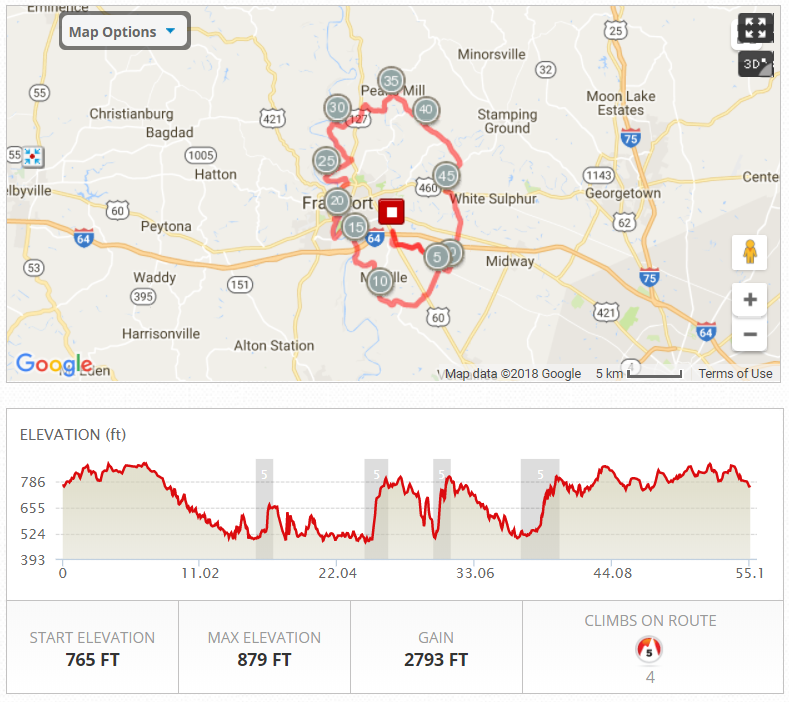 Eminence
Map Options
25
3D
Minorsville
32
35
Moon Lake
Estates
55
Christianburg
421
30
127
40
Stamping
Ground
75
Bagdad
55
1005
25
Hatton
45
1143
Cente
elbyville
460
White Sulphur
Georgetown
60
20
15
62
Peytona
64
64
5
Midway
53
Waddy
151
10
75
395
60
421
Harrisonville
64
Alton Station
Google
Eden
Map data ©2018 Google
5 km
Terms of Use
ELEVATION (ft)
5
5
5
5
786
655
524
393
0
11.02
22.04
33.06
44.08
55.1
START ELEVATION
765 FT
MAX ELEVATION
879 FT
GAIN
2793 FT
CLIMBS ON ROUTE
5
4